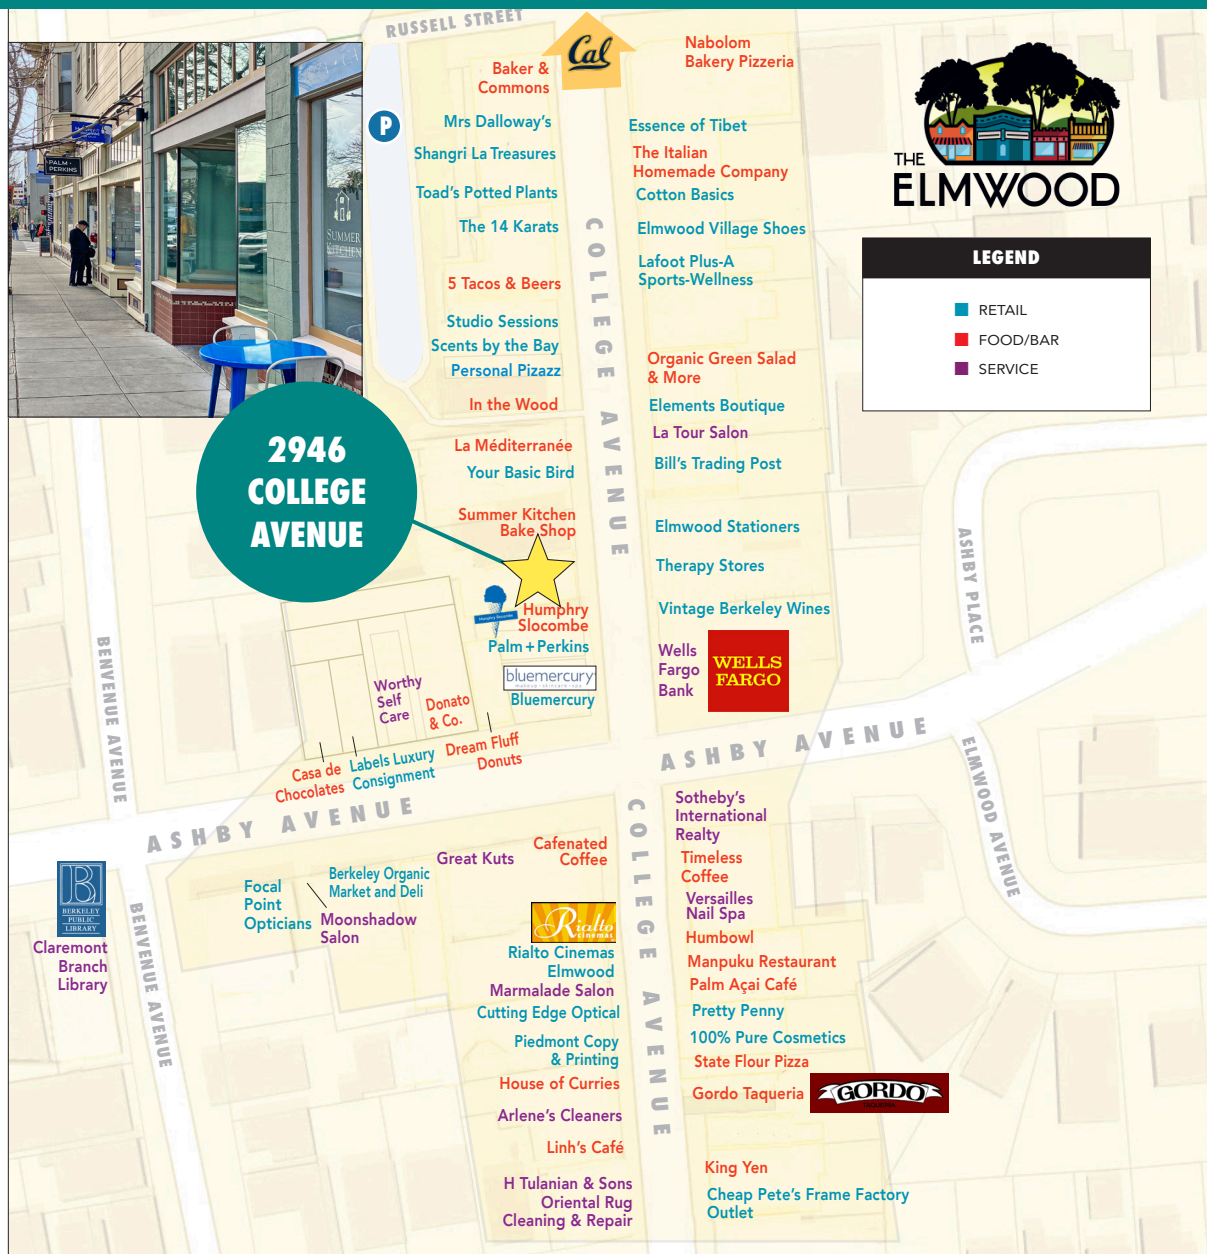 RUSSELL STREET
Cal
P
PALM +
PERKINS
SUMMER
KITCHEN
Baker &
Commons
Mrs Dalloway's
Shangri La Treasures
Toad's Potted Plants
The 14 Karats
5 Tacos & Beers
Studio Sessions
Scents by the Bay
Personal Pizazz
In the Wood
La Méditerranée
Your Basic Bird
Summer Kitchen
Bake Shop
Humphry
Slocombe
Palm + Perkins
bluemercury
Bluemercury
Nabolom
Bakery Pizzeria
Essence of Tibet
The Italian
Homemade Company
Cotton Basics
Elmwood Village Shoes
Lafoot Plus-A
Sports-Wellness
Organic Green Salad
& More
Elements Boutique
La Tour Salon
Bill's Trading Post
Elmwood Stationers
Therapy Stores
Vintage Berkeley Wines
Wells
Fargo
Bank
WELLS
FARGO
COLLEGE AVENUE
THE
ELMWOOD
LEGEND
RETAIL
FOOD/BAR
SERVICE
2946
COLLEGE
AVENUE
ASHBY PLACE
BENVENUE AVENUE
Worthy
Self
Care
Donato
& Co.
Dream Fluff
Donuts
Labels Luxury
Consignment
Casa de
Chocolates
ASHBY AVENUE
ASHBY AVENUE
ELMWOOD AVENUE
B
BERKELEY
PUBLIC
LIBRARY
Claremont
Branch
Library
BENVENUE AVENUE
Focal
Point
Opticians
Berkeley Organic
Market and Deli
Moonshadow
Salon
Great Kuts
Cafenated
Coffee
Rialto
cinemas
Rialto Cinemas
Elmwood
Marmalade Salon
Cutting Edge Optical
Piedmont Copy
& Printing
House of Curries
Arlene's Cleaners
Linh's Café
H Tulanian & Sons
Oriental Rug
Cleaning & Repair
COLLEGE AVENUE
Sotheby's
International
Realty
Timeless
Coffee
Versailles
Nail Spa
Humbowl
Manpuku Restaurant
Palm Açai Café
Pretty Penny
100% Pure Cosmetics
State Flour Pizza
Gordo Taqueria
GORDO
TAQUERIA
King Yen
Cheap Pete's Frame Factory
Outlet